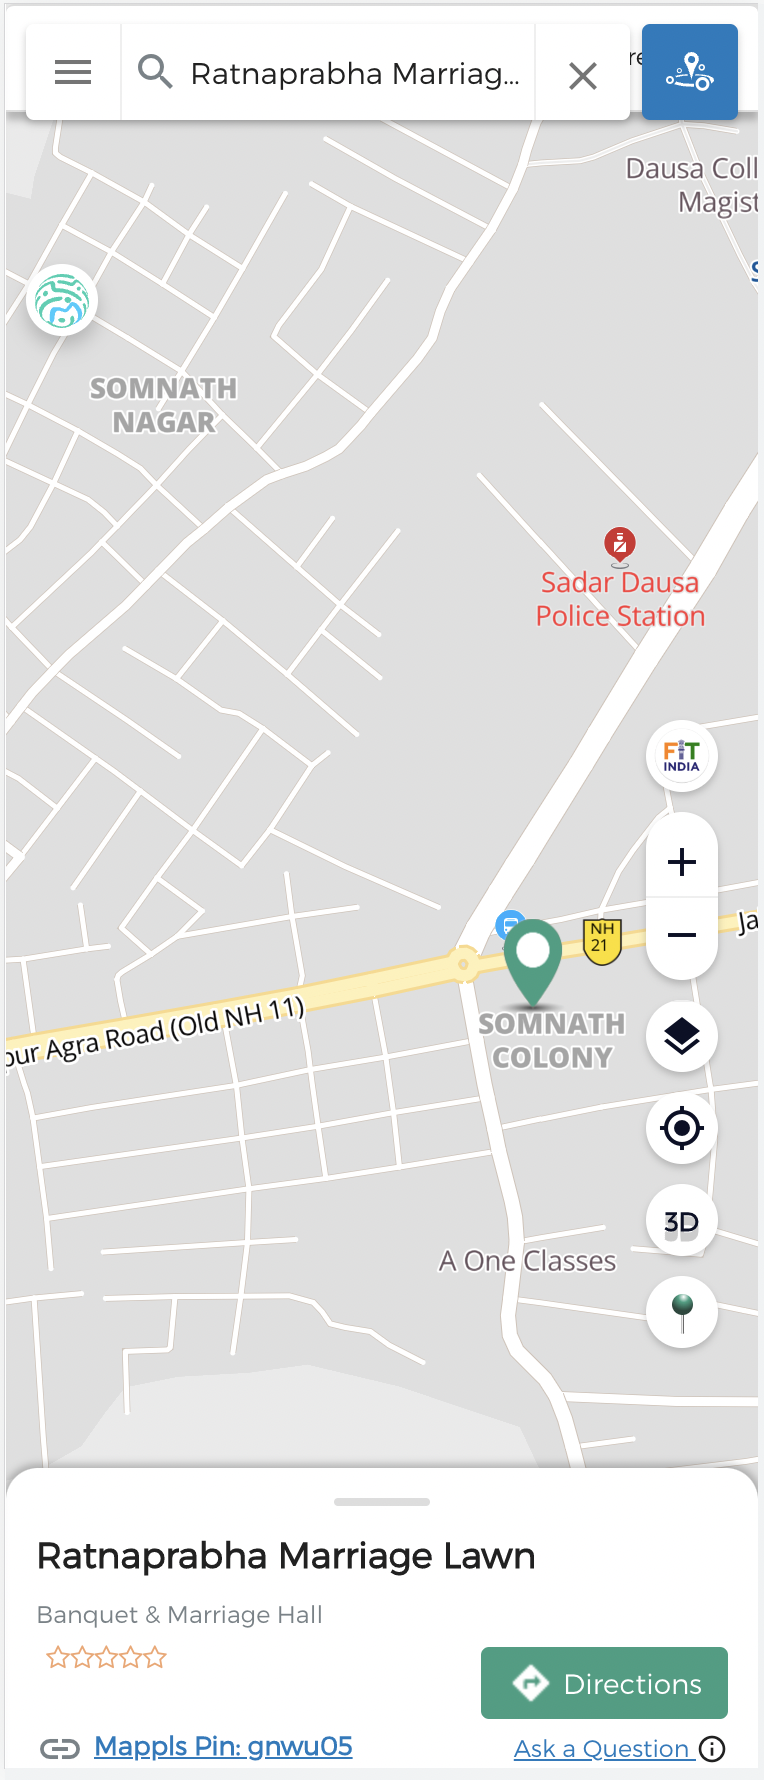 Ratnaprabha Marriag...
Dausa Coll
Magist
SOMNATH
NAGAR
Sadar Dausa
Police Station
FIT
INDIA
NH
21
Ja
our Agra Road (Old NH 11)
SOMNATH
COLONY
3D
A One Classes
Ratnaprabha Marriage Lawn
Banquet & Marriage Hall
Directions
Mappls Pin: gnwu05
Ask a Question